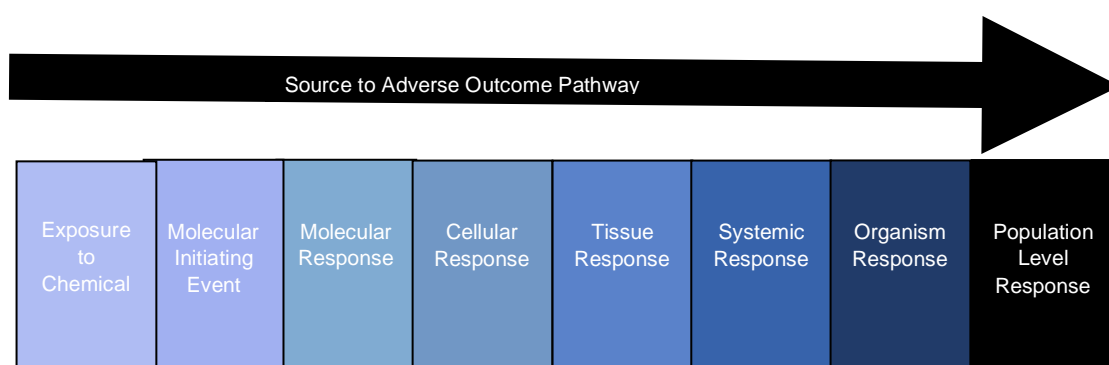 Source to Adverse Outcome Pathway
Exposure
to
Chemical
Molecular
Initiating
Event
Molecular
Response
Cellular
Response
Tissue
Response
Systemic
Response
Organism
Response
Population
Level
Response